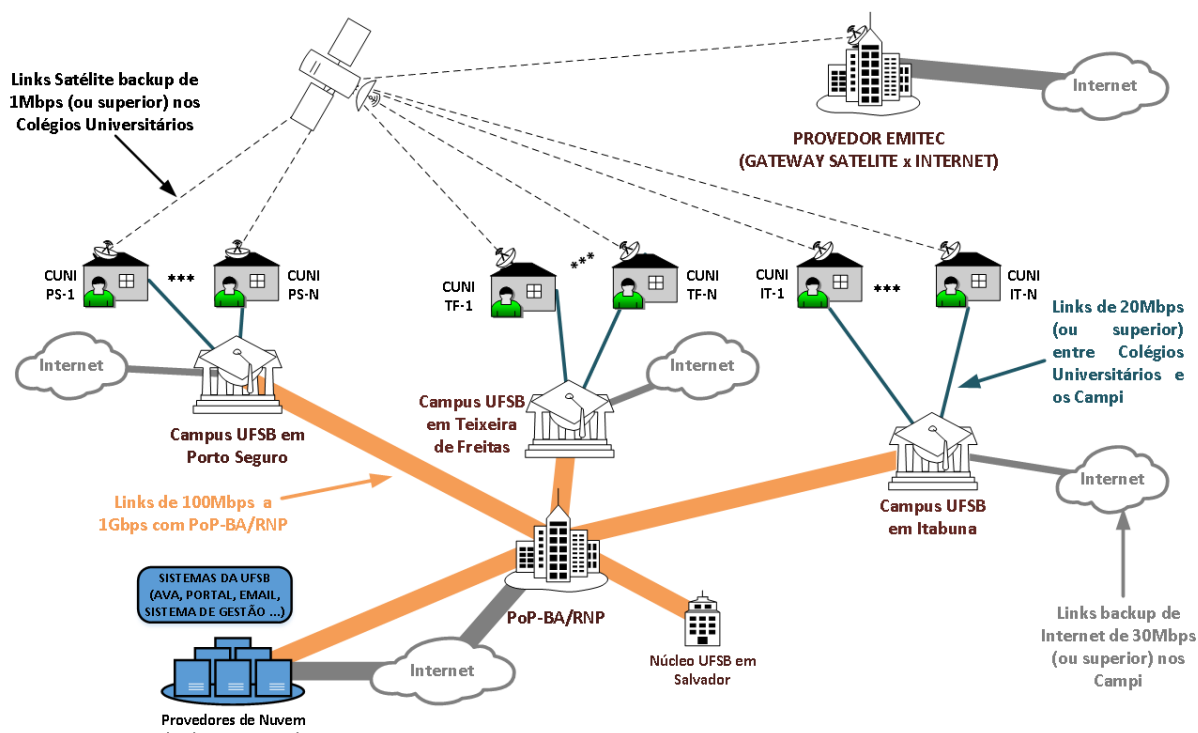 Links Satélite backup de
1Mbps (ou superior) nos
Colégios Universitários
Internet
PROVEDOR EMITEC
(GATEWAY SATELITE x INTERNET)
CUNI
PS-1
***
CUNI
PS-N
CUNI
TF-1
***
CUNI
TF-N
CUNI
IT-1
***
CUNI
IT-N
Links de 20Mbps
(ou superior)
entre Colégios
Universitários e
os Campi
Internet
Internet
Campus UFSB em
Porto Seguro
Campus UFSB
em Teixeira
de Freitas
Campus UFSB
em Itabuna
Internet
Links de 100Mbps a
1Gbps com PoP-BA/RNP
SISTEMAS DA UFSB
(AVA, PORTAL, EMAIL,
SISTEMA DE GESTÃO ...)
PoP-BA/RNP
Internet
Núcleo UFSB em
Salvador
Links backup de
Internet de 30Mbps
(ou superior) nos
Campi
Provedores de Nuvem